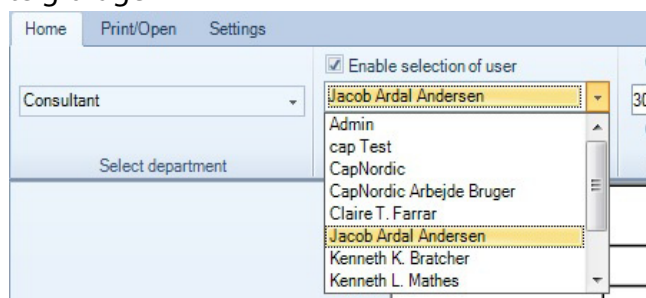 Home Print/Open Settings
Enable selection of user
Consultant
Jacob Ardal Andersen
30
Admin
cap Test
CapNordic
CapNordic Arbejde Bruger
Claire T. Farrar
Jacob Ardal Andersen
Kenneth K. Bratcher
Kenneth L. Mathes
Select department